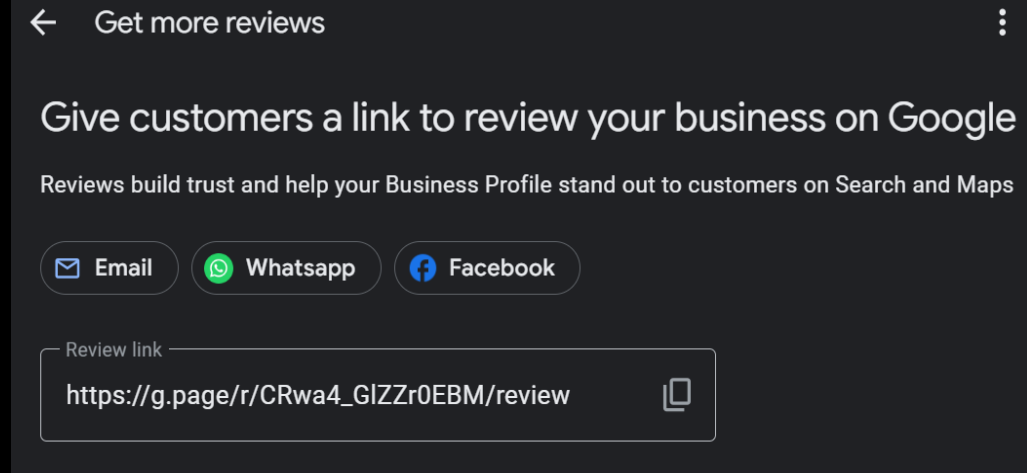 Get more reviews
Give customers a link to review your business on Google
Reviews build trust and help your Business Profile stand out to customers on Search and Maps
Email Whatsapp Facebook
Review link
https://g.page/r/CRwa4_GlZZr0EBM/review